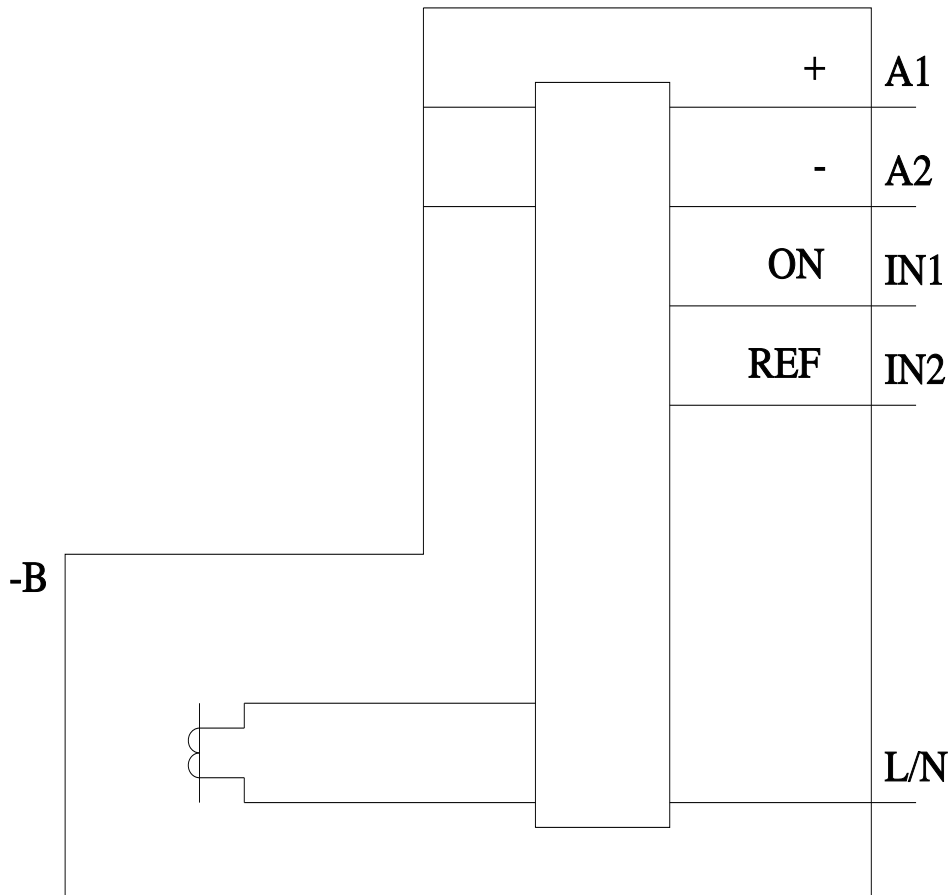 + A1
- A2
ON IN1
REF IN2
-B
L/N